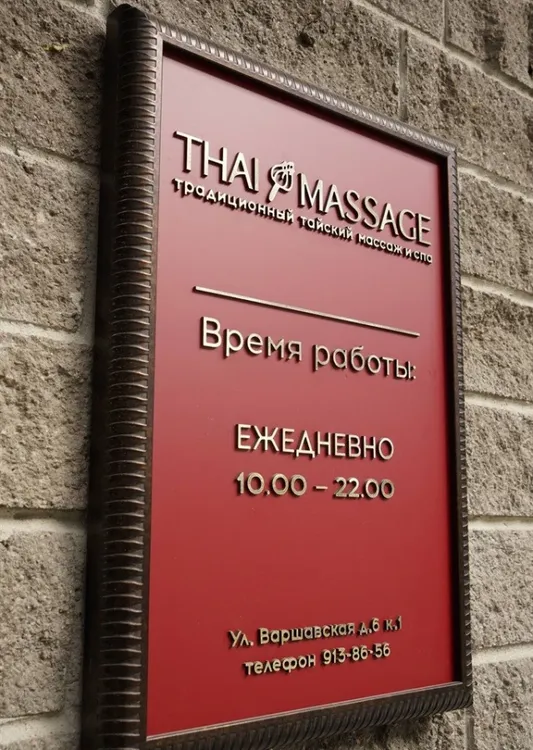 THAI MASSAGE
традиционный тайский массаж и спа
Время работы:
ЕЖЕДНЕВНО
10.00 – 22.00
Ул. Варшавская д.6 к.1
телефон 913-86-56